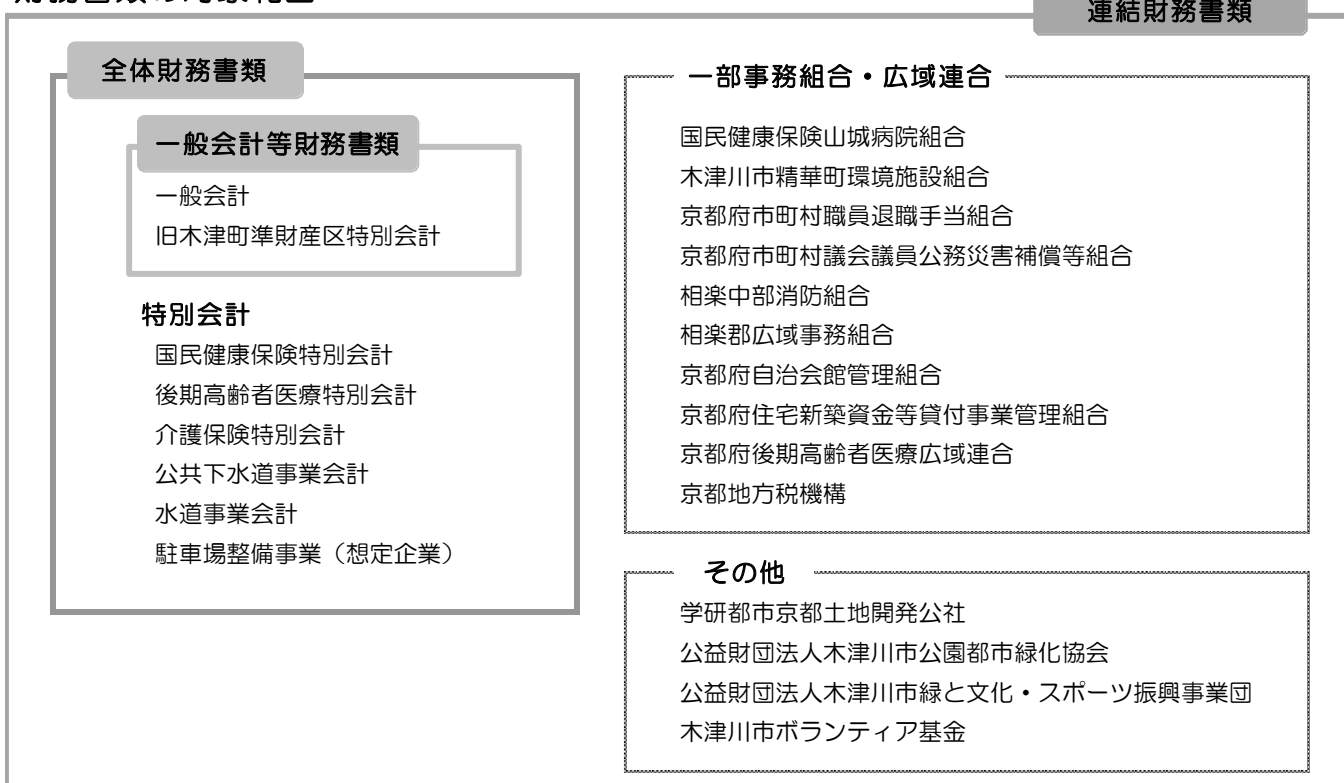 財務書類の対象範囲
連結財務書類
全体財務書類
一般会計等財務書類
一般会計
旧木津町準財産区特別会計
特別会計
国民健康保険特別会計
後期高齢者医療特別会計
介護保険特別会計
公共下水道事業会計
水道事業会計
駐車場整備事業（想定企業）
一部事務組合・広域連合
国民健康保険山城病院組合
木津川市精華町環境施設組合
京都府市町村職員退職手当組合
京都府市町村議会議員公務災害補償等組合
相楽中部消防組合
相楽郡広域事務組合
京都府自治会館管理組合
京都府住宅新築資金等貸付事業管理組合
京都府後期高齢者医療広域連合
京都地方税機構
その他
学研都市京都土地開発公社
公益財団法人木津川市公園都市緑化協会
公益財団法人木津川市緑と文化・スポーツ振興事業団
木津川市ボランティア基金